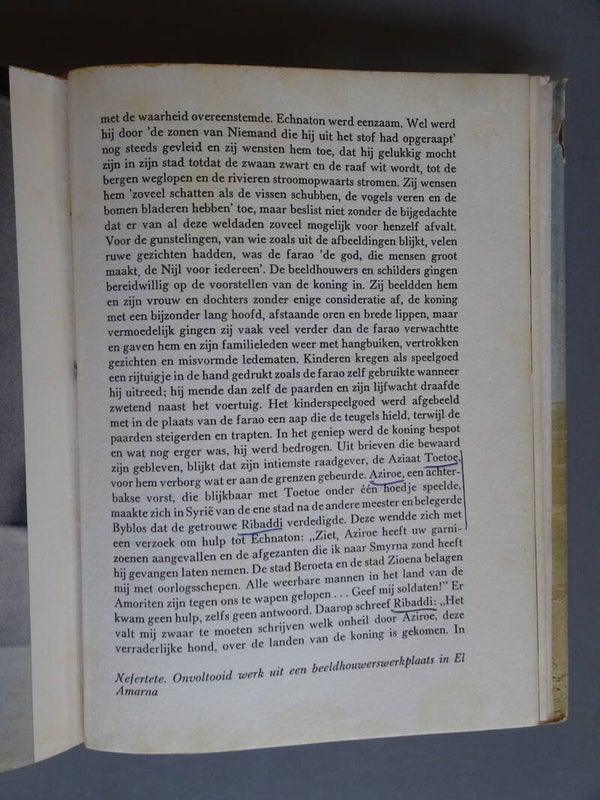 met de waarheid overeenstemde. Echnaton werd eenzaam. Wel werd
hij door 'de zonen van Niemand die hij uit het stof had opgeraapt'
nog steeds gevleid en zij wensten hem toe, dat hij gelukkig mocht
zijn in zijn stad totdat de zwaan zwart en de raaf wit wordt, tot de
bergen weglopen en de rivieren stroomopwaarts stromen. Zij wensen
hem 'zoveel schatten als de vissen schubben, de vogels veren en de
bomen bladeren hebben' toe, maar beslist niet zonder de bijgedachte
dat er van al deze weldaden zoveel mogelijk voor henzelf afvalt.
Voor de gunstelingen, van wie zoals uit de afbeeldingen blijkt, velen
ruwe gezichten hadden, was de farao 'de god, die mensen groot
maakt, de Nijl voor iedereen'. De beeldhouwers en schilders gingen
bereidwillig op de voorstellen van de koning in. Zij beeldden hem
en zijn vrouw en dochters zonder enige consideratie af, de koning
met een bijzonder lang hoofd, afstaande oren en brede lippen, maar
vermoedelijk gingen zij vaak veel verder dan de farao verwachtte
en gaven hem en zijn familieleden weer met hangbuiken, vertrokken
gezichten en misvormde ledematen. Kinderen kregen als speelgoed
een rijtuigje in de hand gedrukt zoals de farao zelf gebruikte wanneer
hij uitreed; hij mende dan zelf de paarden en zijn lijfwacht draafde
zwetend naast het voertuig. Het kinderspeelgoed werd afgebeeld
met in de plaats van de farao een aap die de teugels hield, terwijl de
paarden steigerden en trapten. In het geniep werd de koning bespot
en wat nog erger was, hij werd bedrogen. Uit brieven die bewaard
zijn gebleven, blijkt dat zijn intiemste raadgever, de Aziaat Toetoe,
voor hem verborg wat er aan de grenzen gebeurde. Aziroe, een achter-
bakse vorst, die blijkbaar met Toetoe onder één hoedje speelde,
maakte zich in Syrië van de ene stad na de andere meester en belegerde
Byblos dat de getrouwe Ribaddi verdedigde. Deze wendde zich met
een verzoek om hulp tot Echnaton: „Ziet, Aziroe heeft uw garni-
zoenen aangevallen en de afgezanten die ik naar Smyrna zond heeft
hij gevangen laten nemen. De stad Beroeta en de stad Zioena belagen
mij met oorlogsschepen. Alle weerbare mannen in het land van de
Amoriten zijn tegen ons te wapen gelopen . . . Geef mij soldaten!” Er
kwam geen hulp, zelfs geen antwoord. Daarop schreef Ribaddi: „Het
valt mij zwaar te moeten schrijven welk onheil door Aziroe, deze
verraderlijke hond, over de landen van de koning is gekomen. In
Nefertete. Onvoltooid werk uit een beeldhouwerswerkplaats in El
Amarna